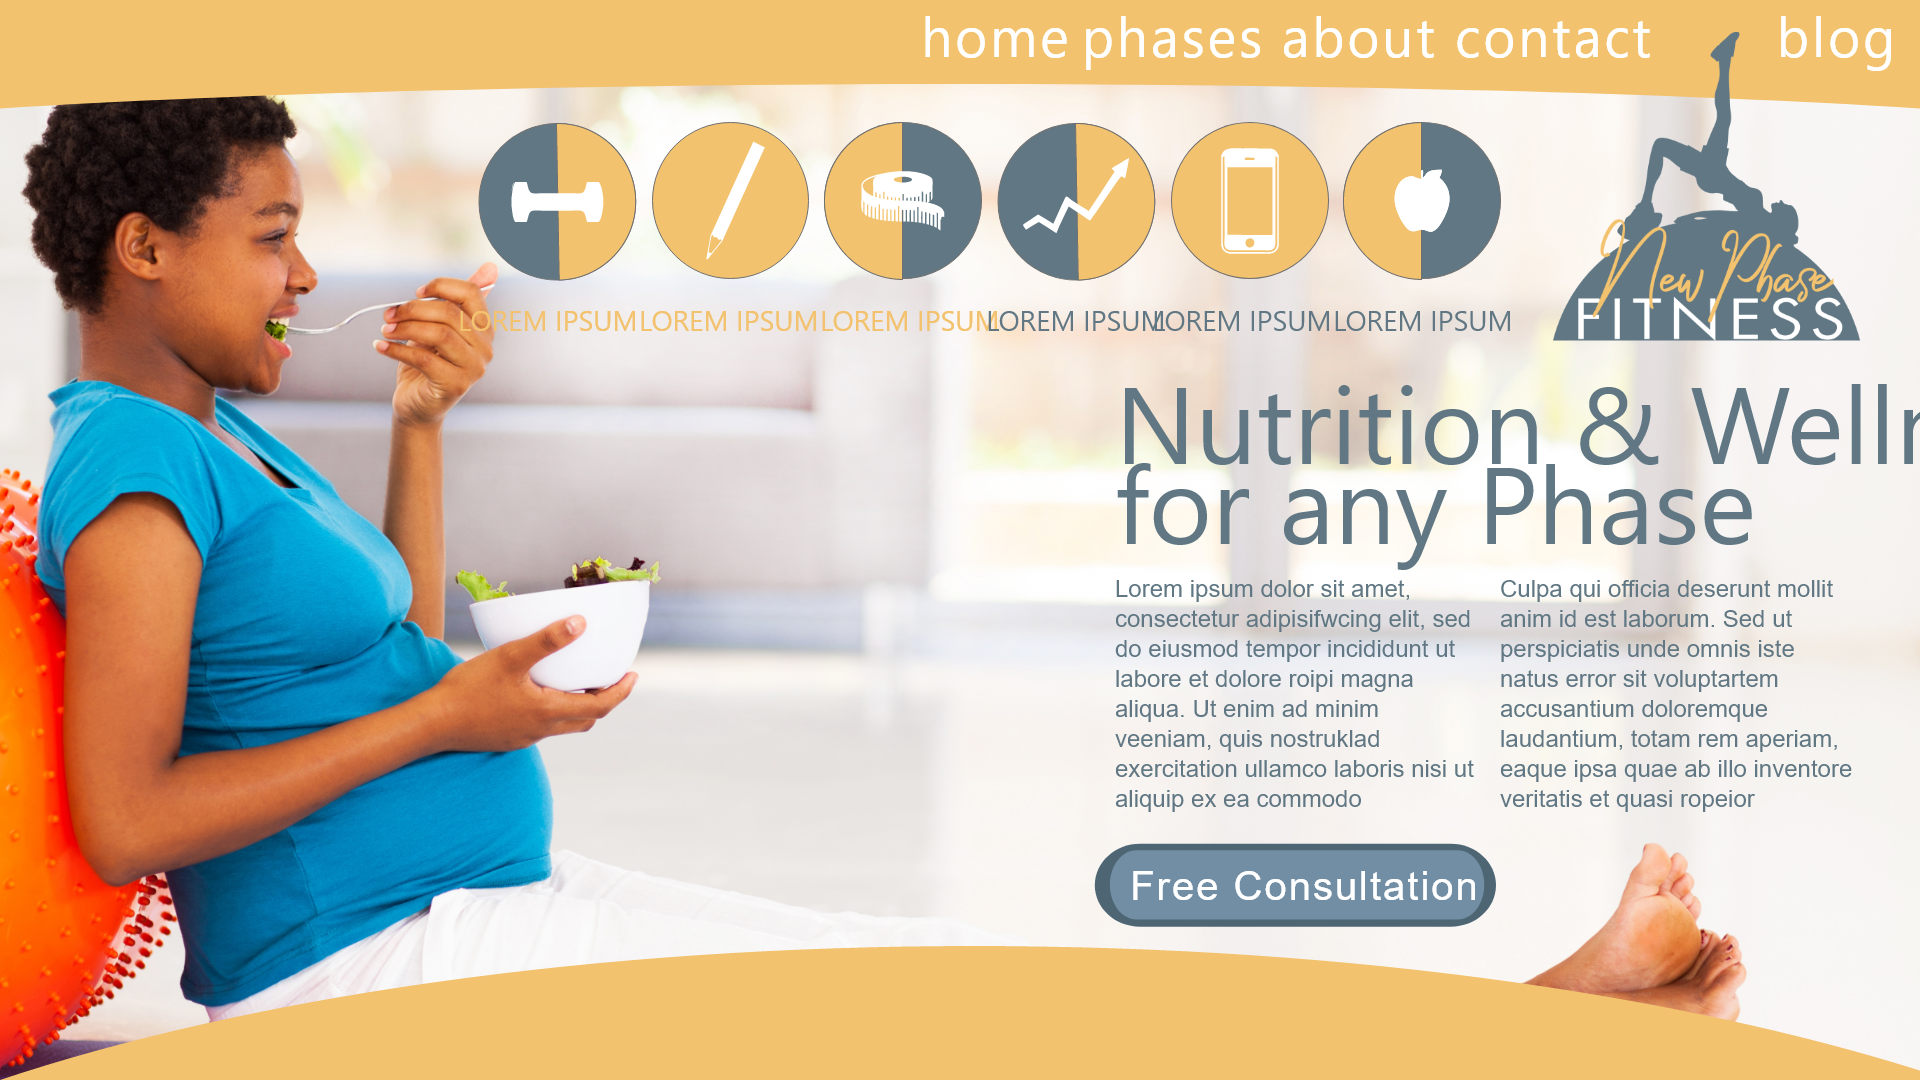 home phases about contact blog
LOREM IPSUM LOREM IPSUM LOREM IPSUM LOREM IPSUM LOREM IPSUM LOREM IPSUM
New Phase
FITNESS
Nutrition & Welln
for any Phase
Lorem ipsum dolor sit amet,
consectetur adipisifwcing elit, sed
do eiusmod tempor incididunt ut
labore et dolore roipi magna
aliqua. Ut enim ad minim
veeniam, quis nostruklad
exercitation ullamco laboris nisi ut
aliquip ex ea commodo
Culpa qui officia deserunt mollit
anim id est laborum. Sed ut
perspiciatis unde omnis iste
natus error sit voluptartem
accusantium doloremque
laudantium, totam rem aperiam,
eaque ipsa quae ab illo inventore
veritatis et quasi ropeior
Free Consultation